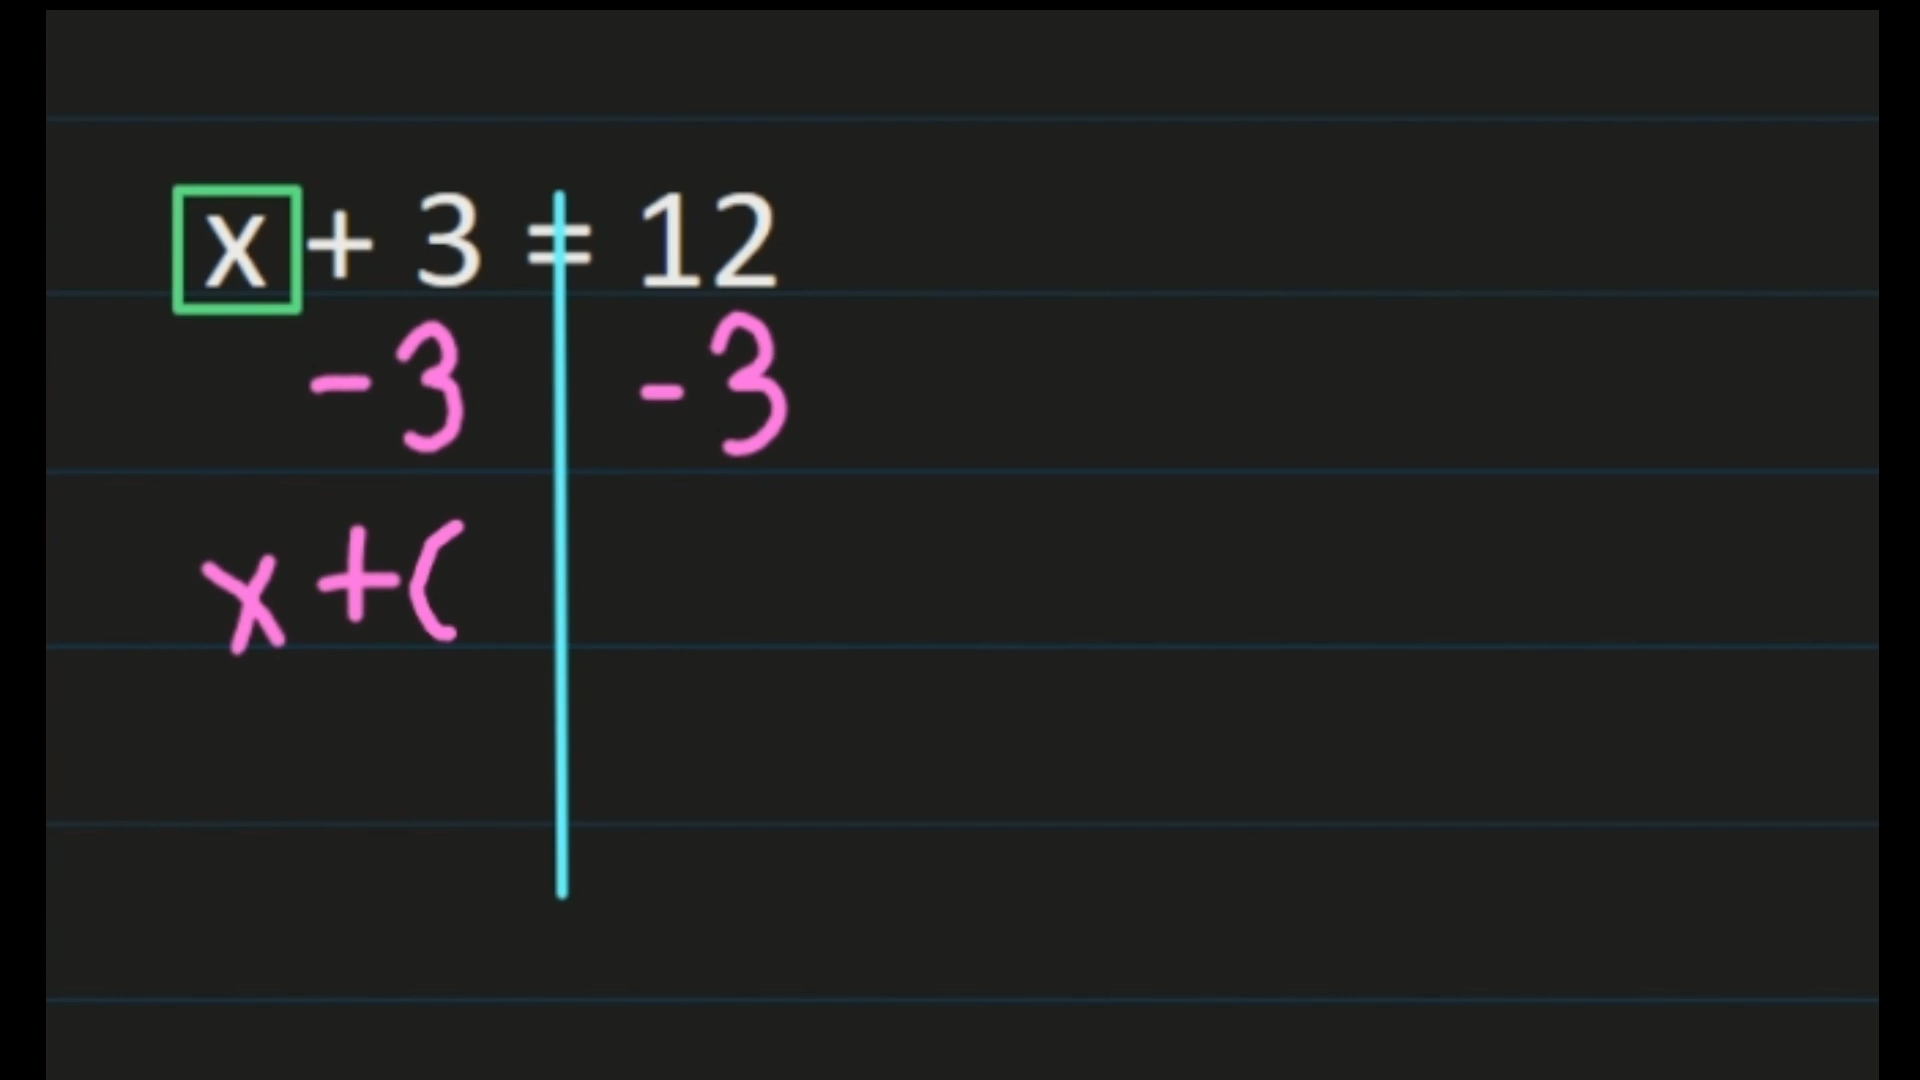 x + 3 = 12
-3 -3
x + (